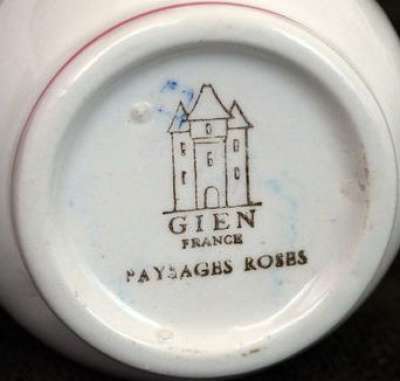 GIEN
FRANCE
PAYSAGES ROSES